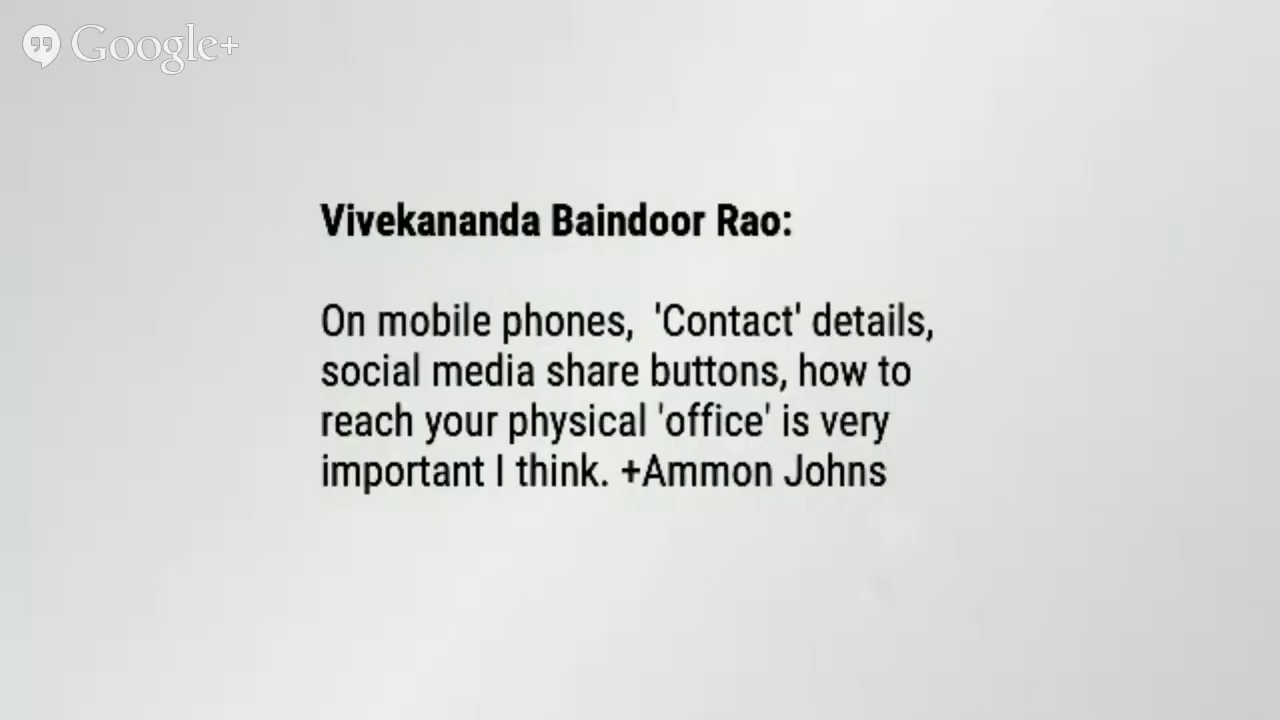 Google+
Vivekananda Baindoor Rao:
On mobile phones,  'Contact' details,
social media share buttons, how to
reach your physical 'office' is very
important I think. +Ammon Johns